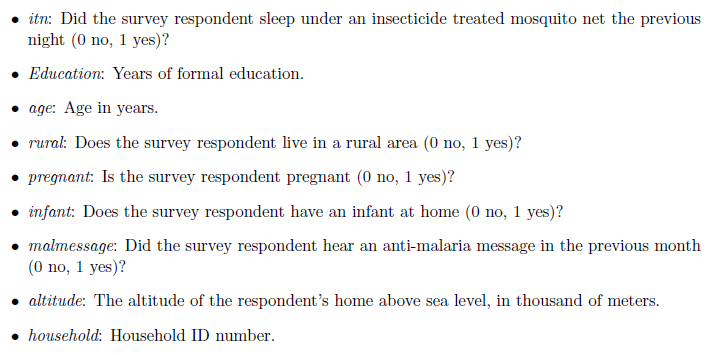 • itn: Did the survey respondent sleep under an insecticide treated mosquito net the previous
night (0 no, 1 yes)?
• Education: Years of formal education.
• age: Age in years.
• rural: Does the survey respondent live in a rural area (0 no, 1 yes)?
• pregnant: Is the survey respondent pregnant (0 no, 1 yes)?
• infant: Does the survey respondent have an infant at home (0 no, 1 yes)?
• malmessage: Did the survey respondent hear an anti-malaria message in the previous month
(0 no, 1 yes)?
• altitude: The altitude of the respondent's home above sea level, in thousand of meters.
• household: Household ID number.